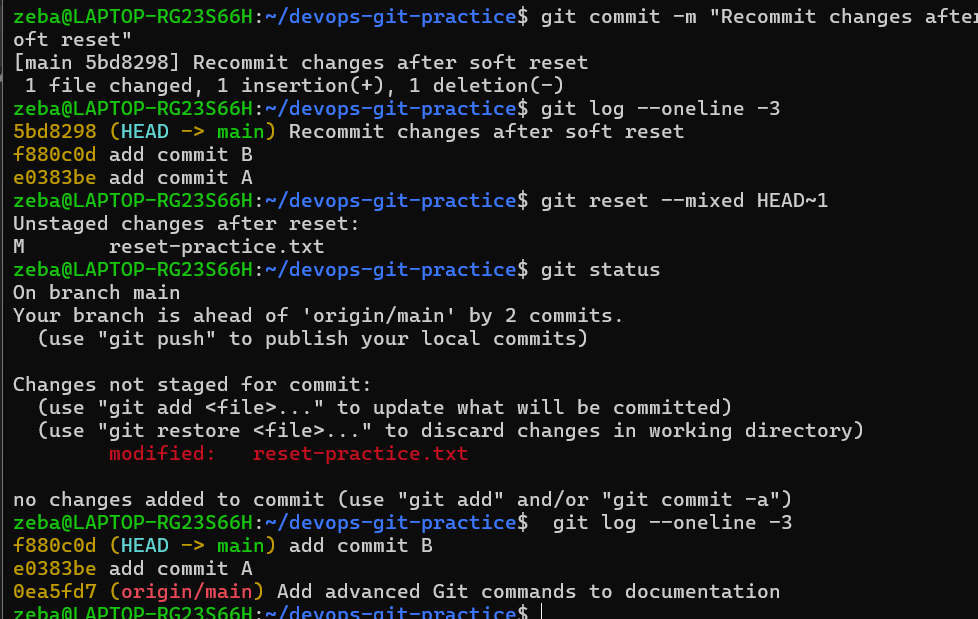 zeba@LAPTOP-RG23S66H:~/devops-git-practice$ git commit -m "Recommit changes after
oft reset"
[main 5bd8298] Recommit changes after soft reset
 1 file changed, 1 insertion(+), 1 deletion(-)
zeba@LAPTOP-RG23S66H:~/devops-git-practice$ git log --oneline -3
5bd8298 (HEAD -> main) Recommit changes after soft reset
f880c0d add commit B
e0383be add commit A
zeba@LAPTOP-RG23S66H:~/devops-git-practice$ git reset --mixed HEAD~1
Unstaged changes after reset:
M       reset-practice.txt
zeba@LAPTOP-RG23S66H:~/devops-git-practice$ git status
On branch main
Your branch is ahead of 'origin/main' by 2 commits.
  (use "git push" to publish your local commits)

Changes not staged for commit:
  (use "git add <file>..." to update what will be committed)
  (use "git restore <file>..." to discard changes in working directory)
        modified:   reset-practice.txt

no changes added to commit (use "git add" and/or "git commit -a")
zeba@LAPTOP-RG23S66H:~/devops-git-practice$  git log --oneline -3
f880c0d (HEAD -> main) add commit B
e0383be add commit A
0ea5fd7 (origin/main) Add advanced Git commands to documentation
zeba@LAPTOP-RG23S66H:~/devops-git-practice$